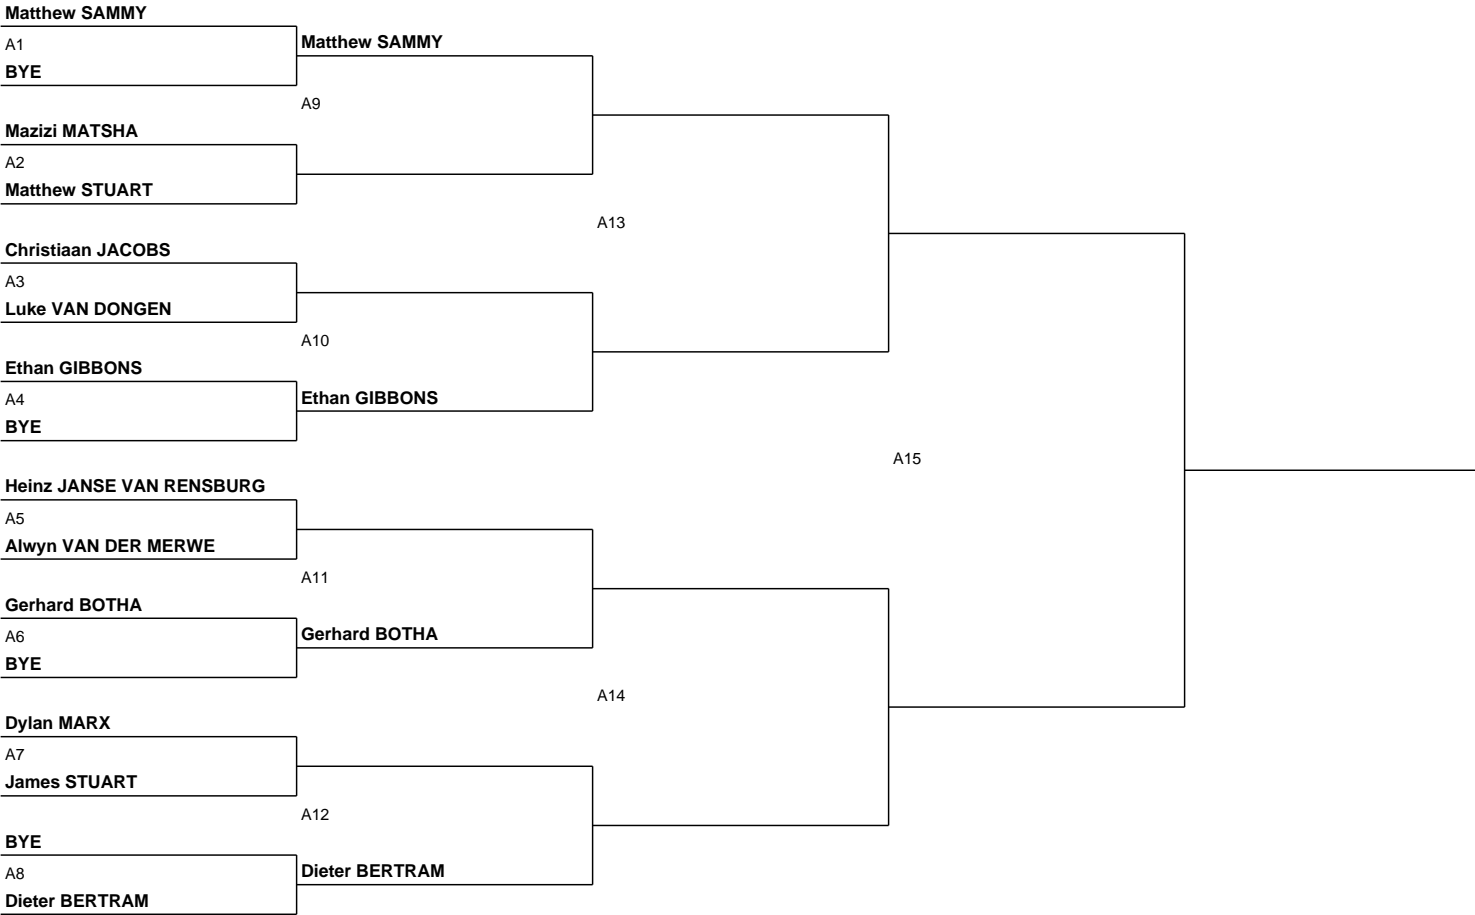 Matthew SAMMY
A1
BYE
Matthew SAMMY
A9
Mazizi MATSHA
A2
Matthew STUART
A13
Christiaan JACOBS
A3
Luke VAN DONGEN
A10
Ethan GIBBONS
A4
BYE
Ethan GIBBONS
A15
Heinz JANSE VAN RENSBURG
A5
Alwyn VAN DER MERWE
A11
Gerhard BOTHA
A6
BYE
Gerhard BOTHA
A14
Dylan MARX
A7
James STUART
A12
BYE
A8
Dieter BERTRAM
Dieter BERTRAM